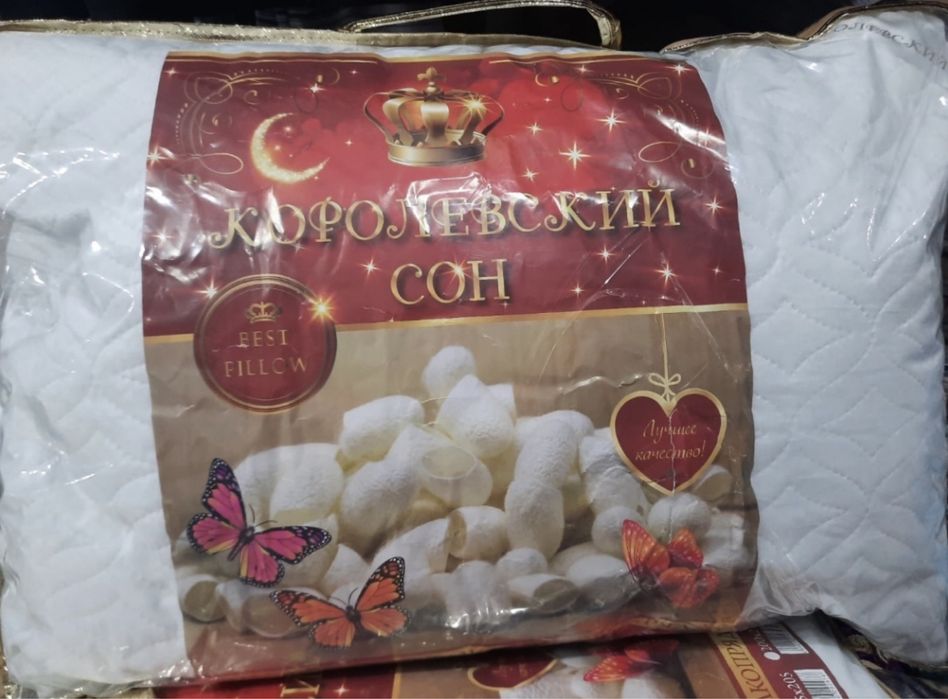 КОРОЛЕВСКИЙ
СОН
BEST
PILLOW
Лучшее
качество!